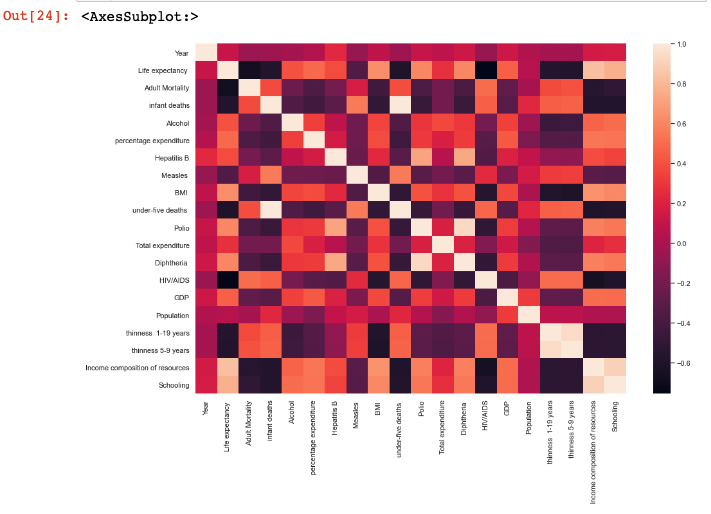 Out[24]: <AxesSubplot:>
Year
Life expectancy
Adult Mortality
infant deaths
Alcohol
percentage expenditure
Hepatitis B
Measles
BMI
under-five deaths
Polio
Total expenditure
Diphtheria
HIV/AIDS
GDP
Population
thinness 1-19 years
thinness 5-9 years
Income composition of resources
Schooling
1.0
0.8
0.6
0.4
0.2
0.0
−0.2
−0.4
−0.6
Year
Life expectancy
Adult Mortality
infant deaths
Alcohol
percentage expenditure
Hepatitis B
Measles
BMI
under-five deaths
Polio
Total expenditure
Diphtheria
HIV/AIDS
GDP
Population
thinness 1-19 years
thinness 5-9 years
Income composition of resources
Schooling